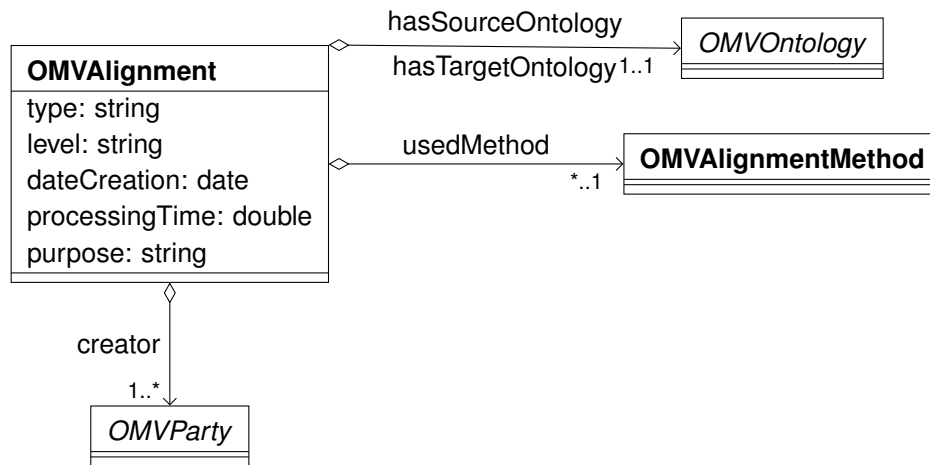 hasSourceOntology
OMVOntology
hasTargetOntology
1..1
OMVAlignment
type: string
level: string
dateCreation: date
processingTime: double
purpose: string
usedMethod
*..1
OMVAlignmentMethod
creator
1..*
OMVParty